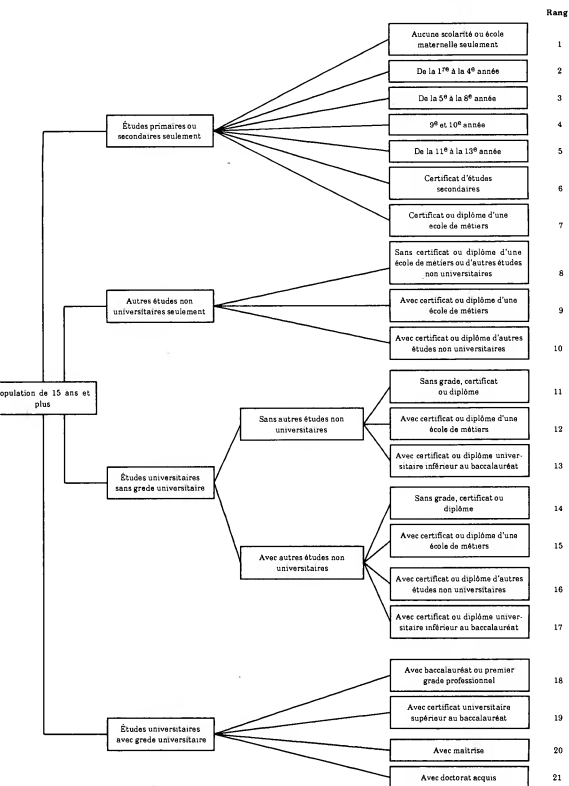 Rang
Aucune scolarité ou école
maternelle seulement
1
De la 1re à la 4e année
2
De la 5e à la 8e année
3
Études primaires ou
secondaires seulement
9e et 10e année
4
De la 11e à la 13e année
5
Certificat d'études
secondaires
6
Certificat ou diplôme d'une
ecole de métiers
7
Sans certificat ou diplôme d'une
école de métiers ou d'autres études
non universitaires
8
Autres études non
universitaires seulement
Avec certificat ou diplôme d'une
école de métiers
9
Avec certificat ou diplôme d'autres
études non universitaires
10
opulation de 15 ans et
plus
Sans grade, certificat
ou diplôme
11
Sans autres études non
universitaires
Avec certificat ou diplôme d'une
école de métiers
12
Avec certificat ou diplôme univer-
sitaire inférieur au baccalauréat
13
Études universitaires
sans grade universitaire
Sans grade, certificat ou
diplôme
14
Avec certificat ou diplôme d'une
école de métiers
15
Avec autres études non
universitaires
Avec certificat ou diplôme d'autres
études non universitaires
16
Avec certificat ou diplôme univer-
sitaire inférieur au baccalauréat
17
Avec baccalauréat ou premier
grade professionnel
18
Avec certificat universitaire
supérieur au baccalauréat
19
Études universitaires
avec grade universitaire
Avec maîtrise
20
Avec doctorat acquis
21